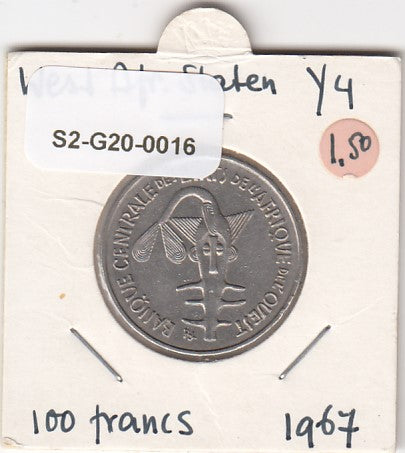 West Afr. Staten Y4
S2-G20-0016
1,50
BANQUE CENTRALE DES ETATS DE L'AFRIQUE DE L'OUEST
100 francs 1967